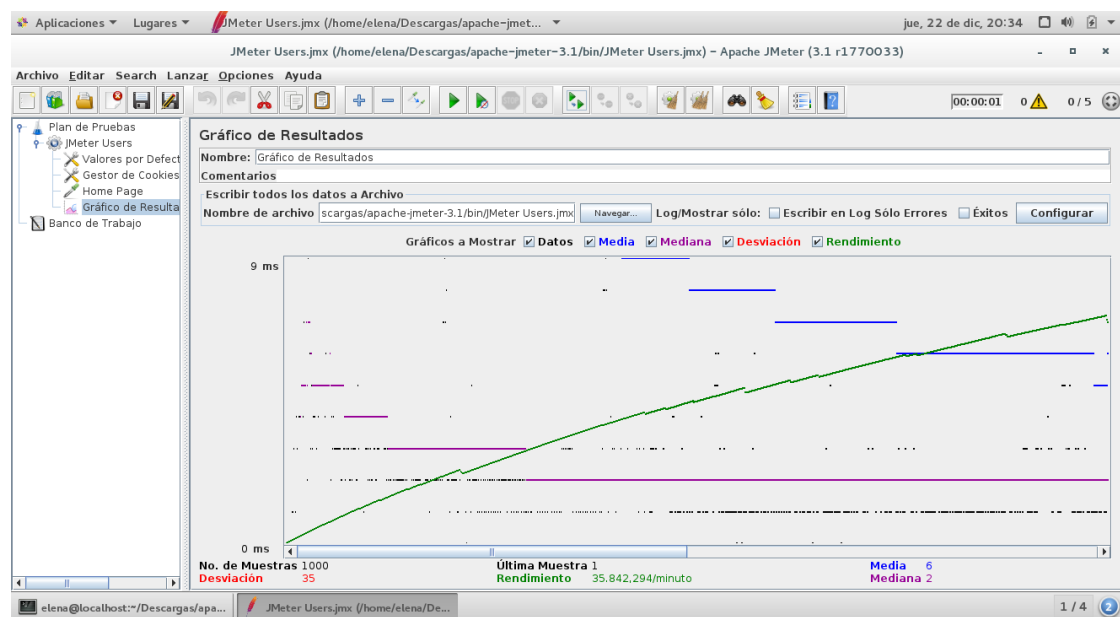 Aplicaciones Lugares JMeter Users.jmx (/home/elena/Descargas/apache-jmet... jue, 22 de dic, 20:34
JMeter Users.jmx (/home/elena/Descargas/apache-jmeter-3.1/bin/JMeter Users.jmx) - Apache JMeter (3.1 r1770033)
Archivo Editar Search Lanzar Opciones Ayuda
00:00:01 0 0 / 5
Plan de Pruebas
JMeter Users
Valores por Defect
Gestor de Cookies
Home Page
Gráfico de Resulta
Banco de Trabajo
Gráfico de Resultados
Nombre: Gráfico de Resultados
Comentarios
Escribir todos los datos a Archivo
Nombre de archivo scargas/apache-jmeter-3.1/bin/JMeter Users.jmx Navegar... Log/Mostrar sólo: Escribir en Log Sólo Errores Éxitos Configurar
Gráficos a Mostrar Datos Media Mediana Desviación Rendimiento
9 ms
0 ms
No. de Muestras 1000 Última Muestra 1 Media 6
Desviación 35 Rendimiento 35.842,294/minuto Mediana 2
elena@localhost:~/Descargas/apa... JMeter Users.jmx (/home/elena/De... 1 / 4 2